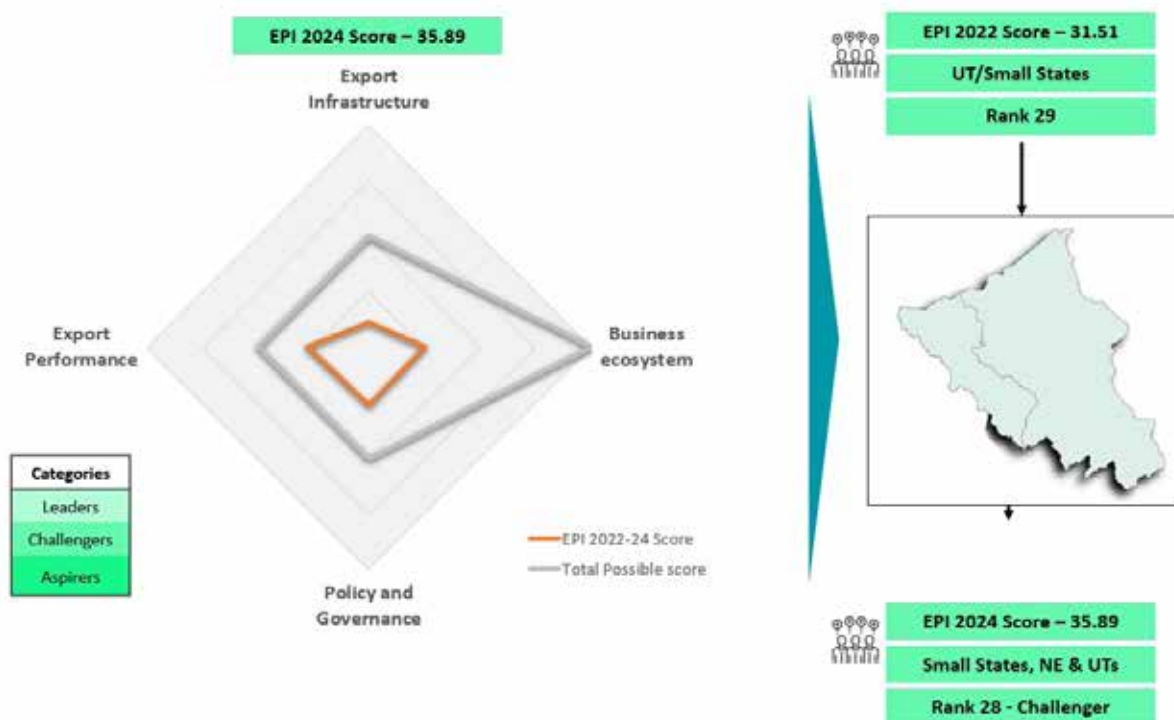 EPI 2024 Score – 35.89
Export
Infrastructure
Export
Performance
Business
ecosystem
Policy and
Governance
Categories
Leaders
Challengers
Aspirers
EPI 2022-24 Score
Total Possible score
EPI 2022 Score – 31.51
UT/Small States
Rank 29
EPI 2024 Score – 35.89
Small States, NE & UTs
Rank 28 - Challenger